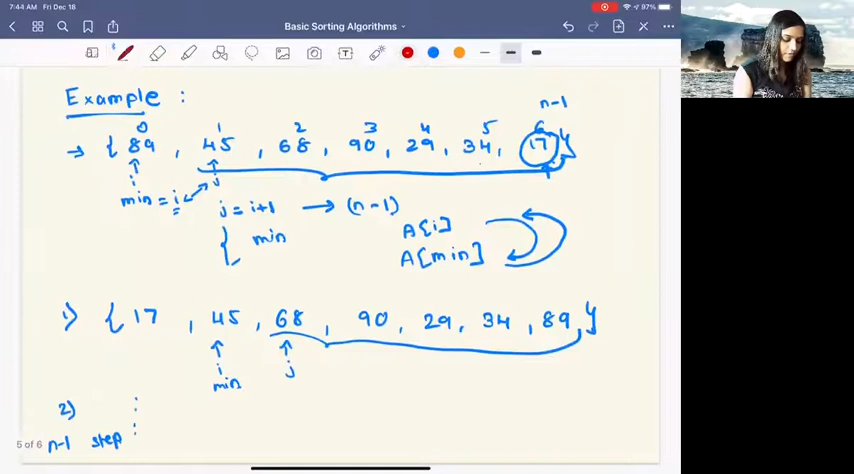 7:44 AM Fri Dec 18
97%
Basic Sorting Algorithms
Example :
0 1 2 3 4 5 6 n-1
→ { 89 , 45 , 68 , 90 , 29 , 34 , 17 }
i j
min = i
j = i+1 → (n-1)
{ min
A[i]
A[min]
1) { 17 , 45 , 68 , 90 , 29 , 34 , 89 }
i j
min
2)
n-1 step
5 of 6